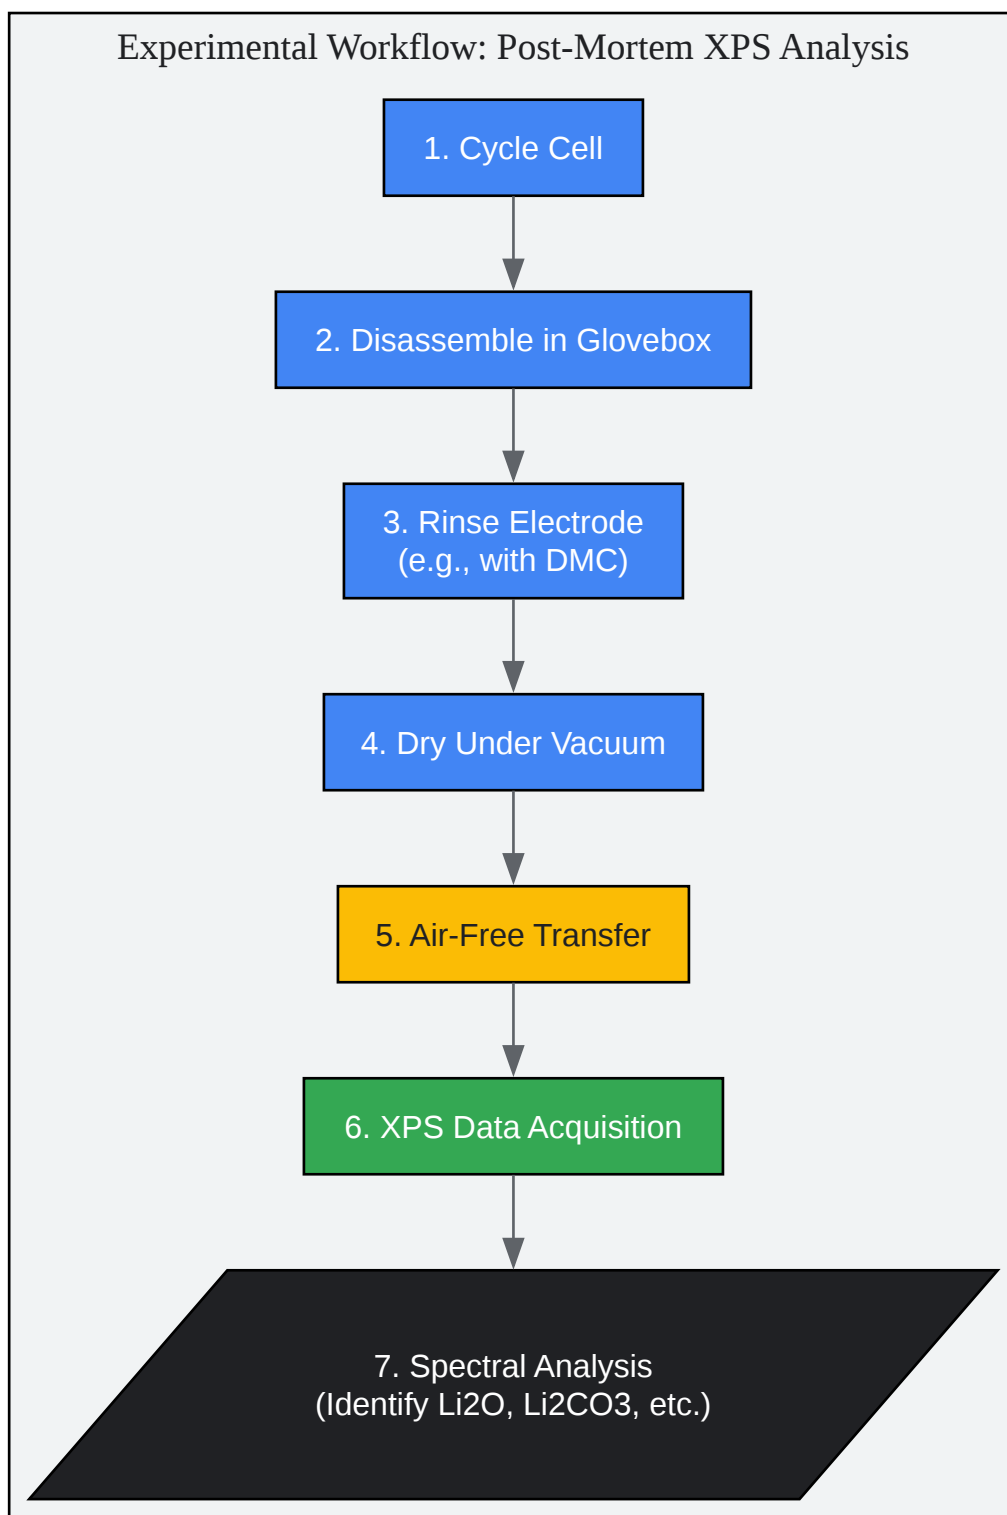 Experimental Workflow: Post-Mortem XPS Analysis
1. Cycle Cell
2. Disassemble in Glovebox
3. Rinse Electrode
(e.g., with DMC)
4. Dry Under Vacuum
5. Air-Free Transfer
6. XPS Data Acquisition
7. Spectral Analysis
(Identify Li2O, Li2CO3, etc.)